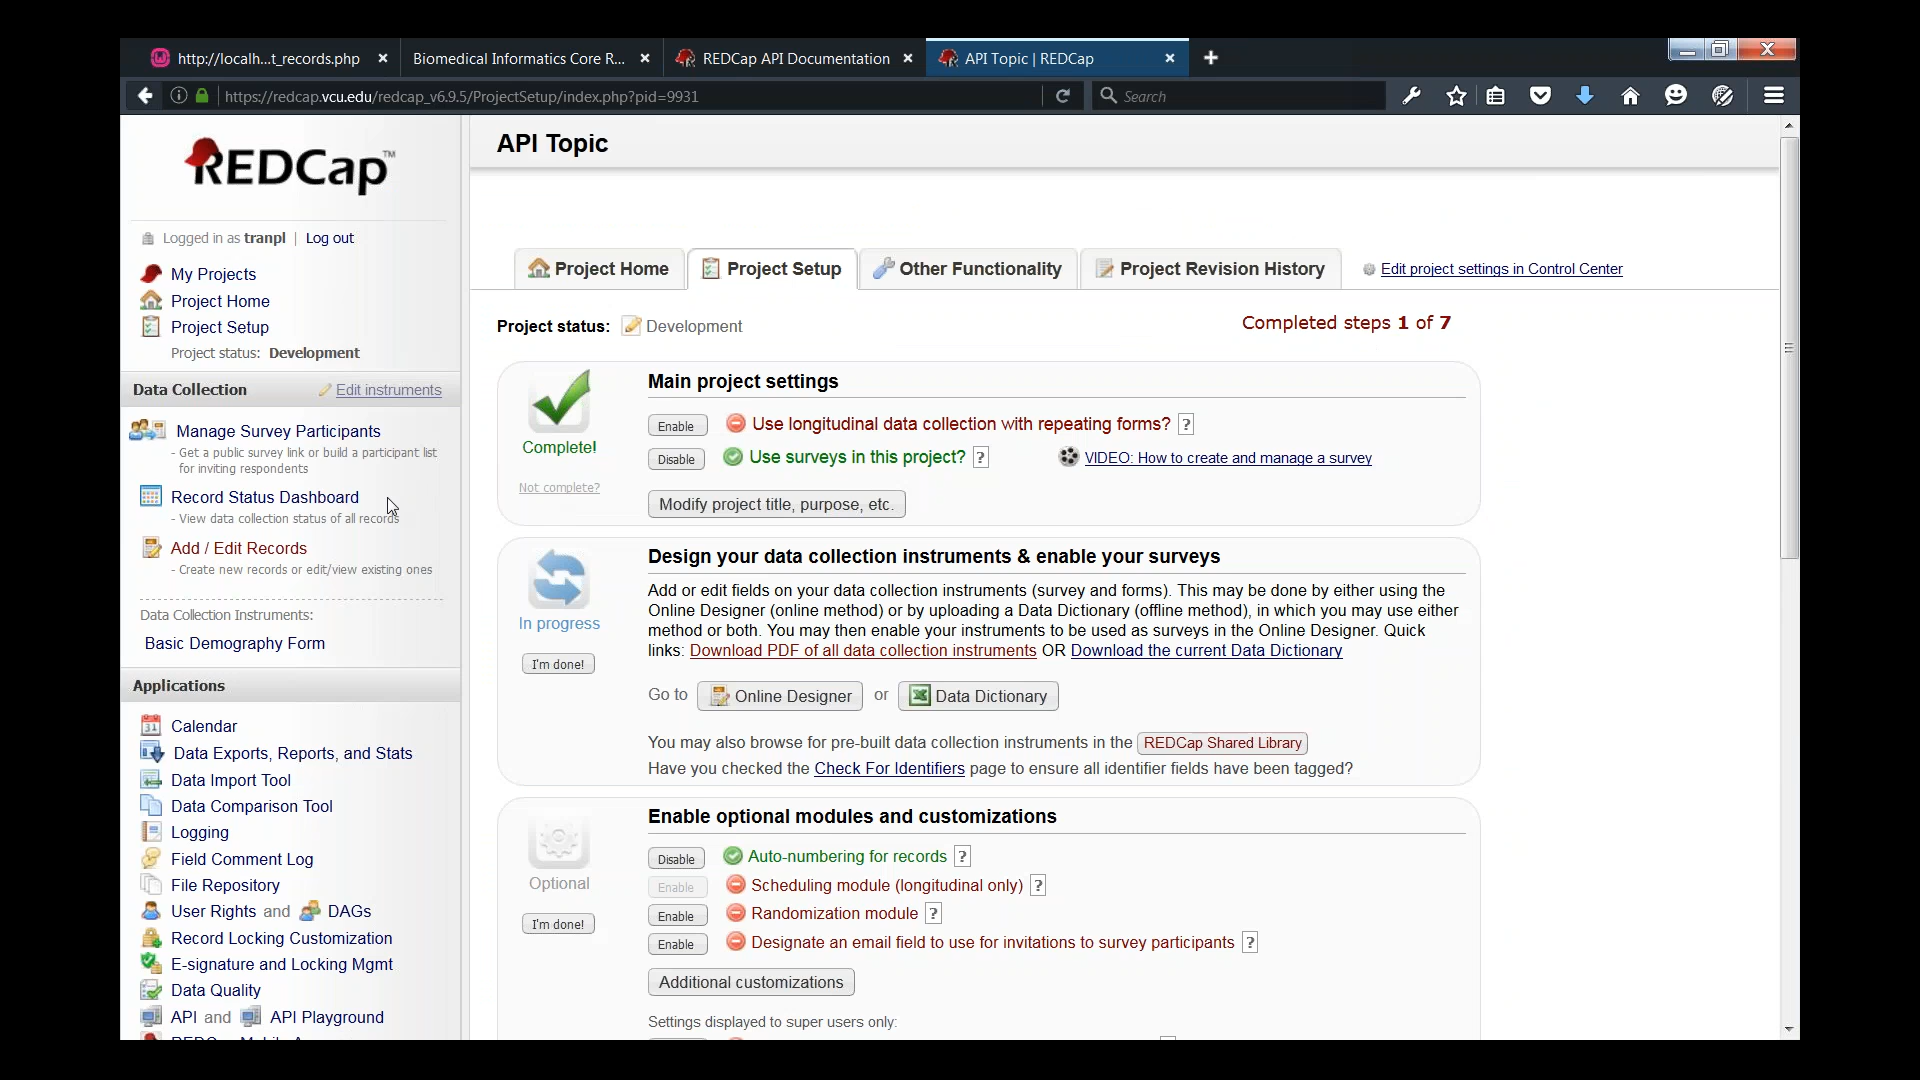 http://localh...t_records.php
Biomedical Informatics Core R...
REDCap API Documentation
API Topic | REDCap
https://redcap.vcu.edu/redcap_v6.9.5/ProjectSetup/index.php?pid=9931
Search
REDCap™
Logged in as tranpl | Log out
My Projects
Project Home
Project Setup
Project status: Development
Data Collection
Edit instruments
Manage Survey Participants
- Get a public survey link or build a participant list
for inviting respondents
Record Status Dashboard
- View data collection status of all records
Add / Edit Records
- Create new records or edit/view existing ones
Data Collection Instruments:
Basic Demography Form
Applications
31
Calendar
Data Exports, Reports, and Stats
Data Import Tool
Data Comparison Tool
Logging
Field Comment Log
File Repository
User Rights and DAGs
Record Locking Customization
E-signature and Locking Mgmt
Data Quality
API and API Playground
API Topic
Project Home
Project Setup
Other Functionality
Project Revision History
Edit project settings in Control Center
Project status: Development
Completed steps 1 of 7
Complete!
Not complete?
Main project settings
Enable Use longitudinal data collection with repeating forms? ?
Disable Use surveys in this project? ? VIDEO: How to create and manage a survey
Modify project title, purpose, etc.
In progress
I'm done!
Design your data collection instruments & enable your surveys
Add or edit fields on your data collection instruments (survey and forms). This may be done by either using the
Online Designer (online method) or by uploading a Data Dictionary (offline method), in which you may use either
method or both. You may then enable your instruments to be used as surveys in the Online Designer. Quick
links: Download PDF of all data collection instruments OR Download the current Data Dictionary
Go to Online Designer or Data Dictionary
You may also browse for pre-built data collection instruments in the REDCap Shared Library
Have you checked the Check For Identifiers page to ensure all identifier fields have been tagged?
Optional
I'm done!
Enable optional modules and customizations
Disable Auto-numbering for records ?
Enable Scheduling module (longitudinal only) ?
Enable Randomization module ?
Enable Designate an email field to use for invitations to survey participants ?
Additional customizations
Settings displayed to super users only: